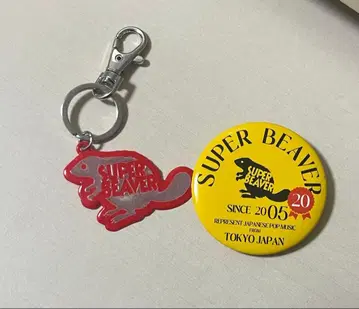 SUPER
BEAVER
SUPER BEAVER
SUPER
BEAVER
SINCE 2005
20
REPRESENT JAPANESE POP MUSIC
FROM
TOKYO JAPAN